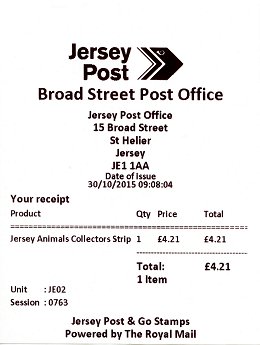 Jersey
Post
Broad Street Post Office
Jersey Post Office
15 Broad Street
St Helier
Jersey
JE1 1AA
Date of Issue
30/10/2015 09:08:04
Your receipt
Product Qty Price Total
Jersey Animals Collectors Strip 1 £4.21 £4.21
Total: £4.21
1 Item
Unit : JE02
Session : 0763
Jersey Post & Go Stamps
Powered by The Royal Mail